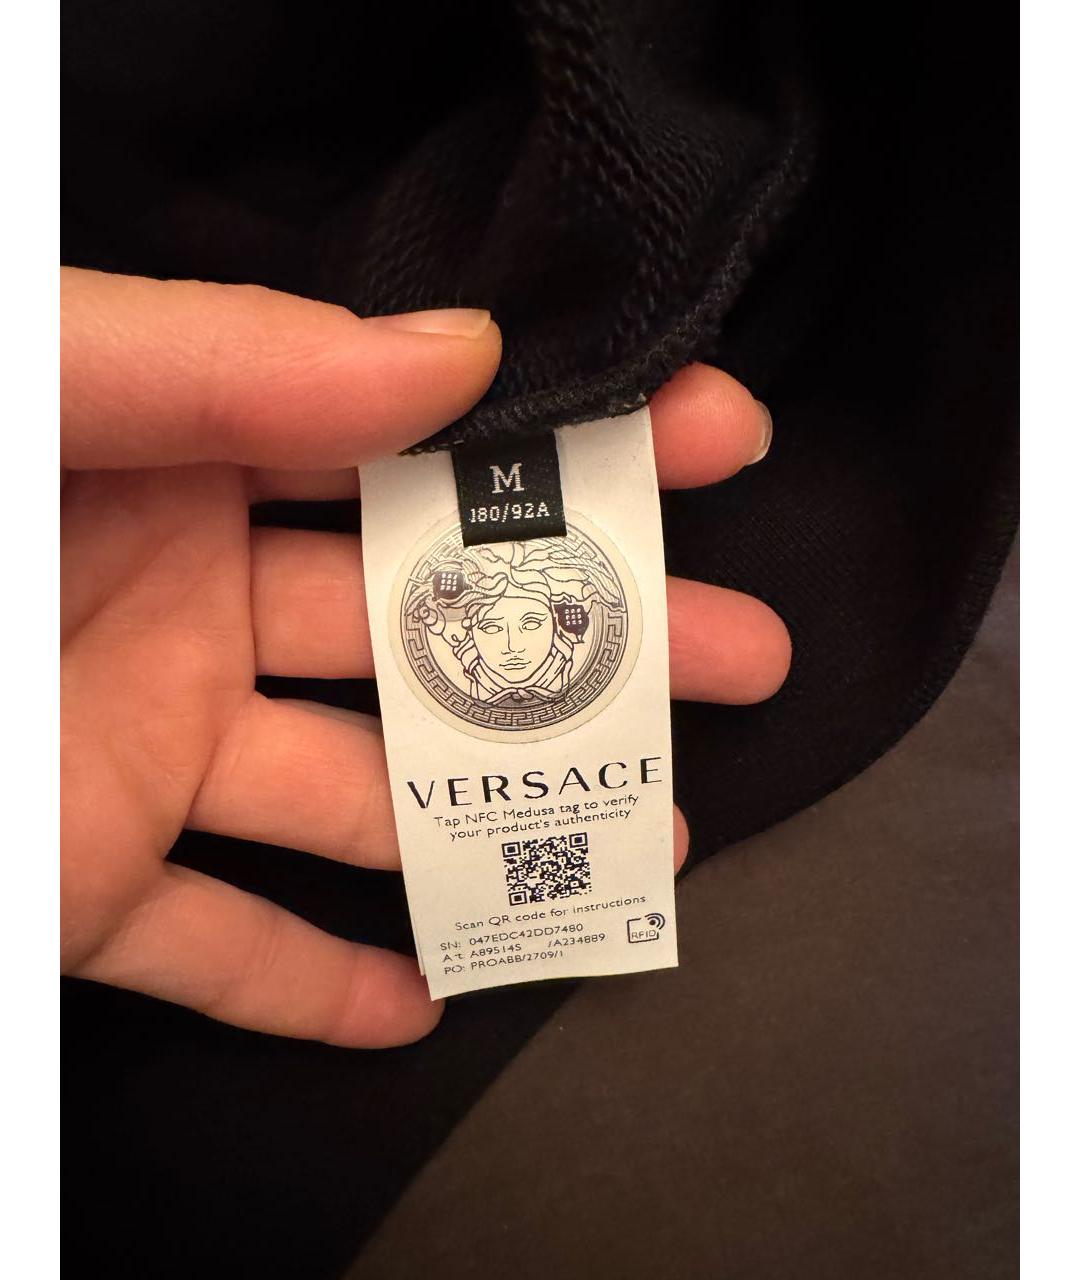 M
180/92A
VERSACE
Tap NFC Medusa tag to verify
your product's authenticity
Scan QR code for instructions
SN: 047EDC42DD7480
Art A89514S /A234889
PO: PROABB/2709/1
RFID